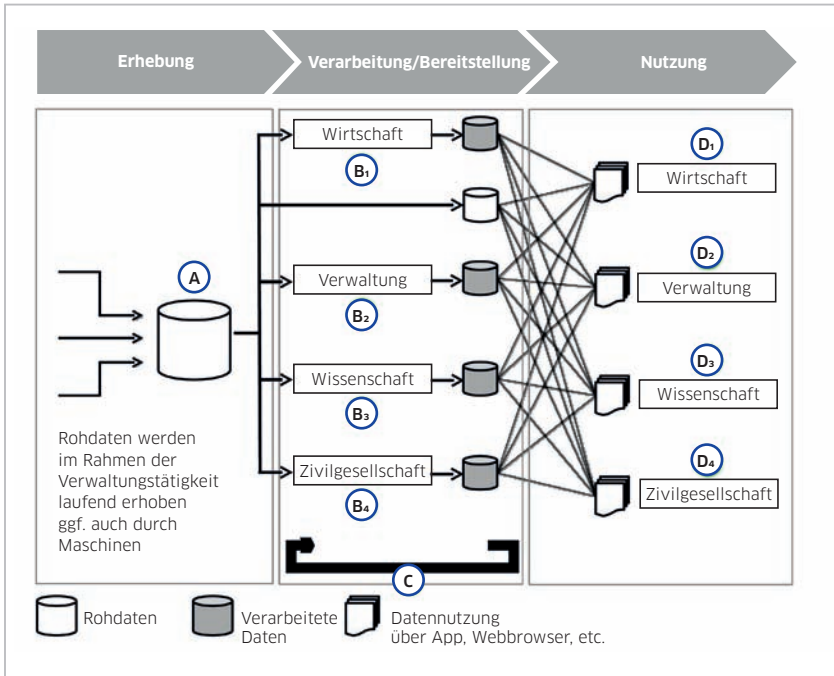 Erhebung
Verarbeitung/Bereitstellung
Nutzung
A
Rohdaten werden
im Rahmen der
Verwaltungstätigkeit
laufend erhoben
ggf. auch durch
Maschinen
Wirtschaft
B₁
Verwaltung
B₂
Wissenschaft
B₃
Zivilgesellschaft
B₄
C
D₁
Wirtschaft
D₂
Verwaltung
D₃
Wissenschaft
D₄
Zivilgesellschaft
Rohdaten
Verarbeitete
Daten
Datennutzung
über App, Webbrowser, etc.